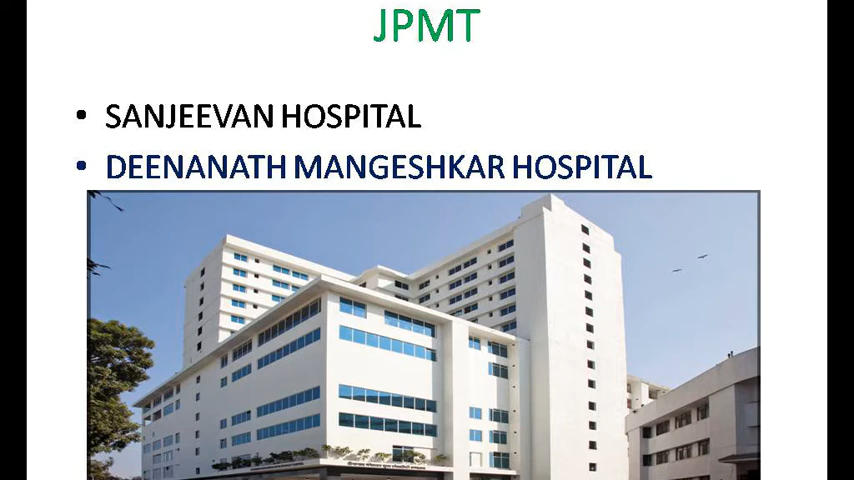 JPMT
• SANJEEVAN HOSPITAL
• DEENANATH MANGESHKAR HOSPITAL